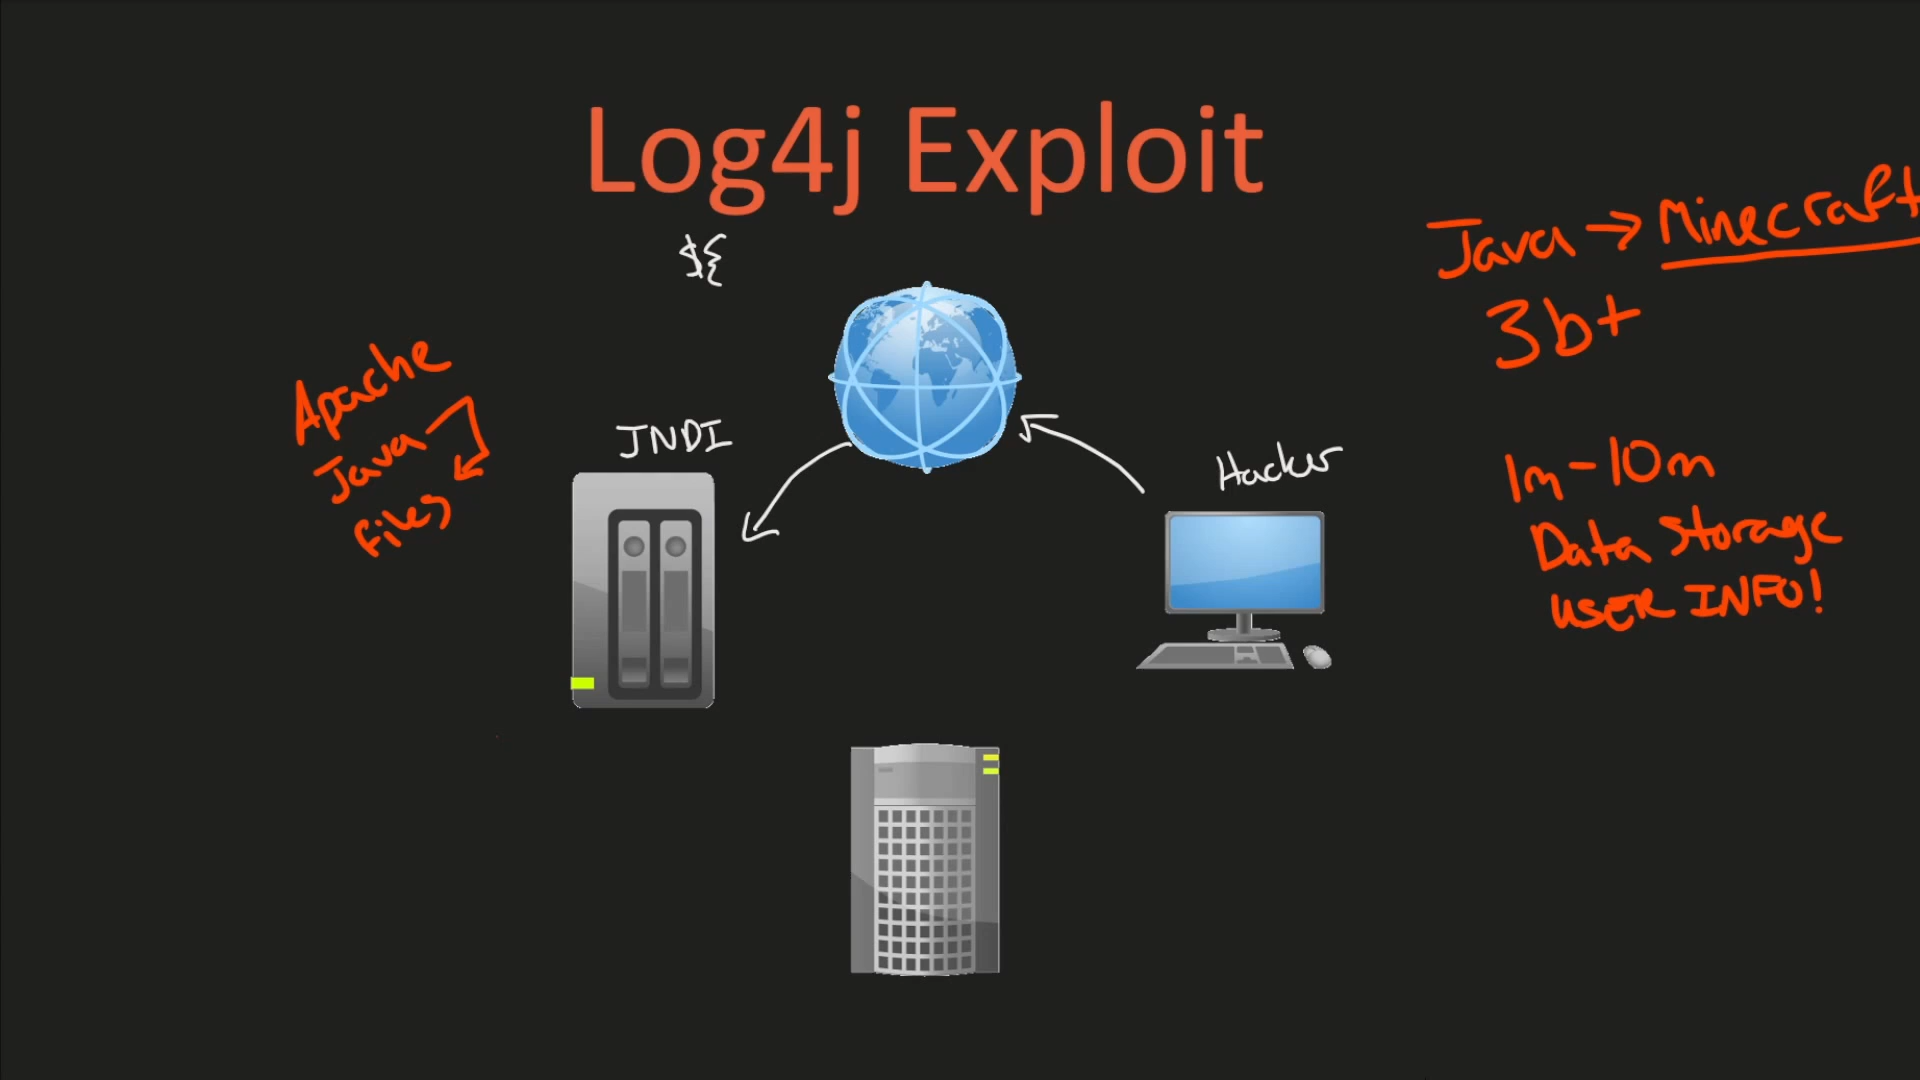 Log4j Exploit
${
Java → Minecraft
3b+
Apache
Java
files
JNDI
Hacker
1m-10m
Data Storage
USER INFO!